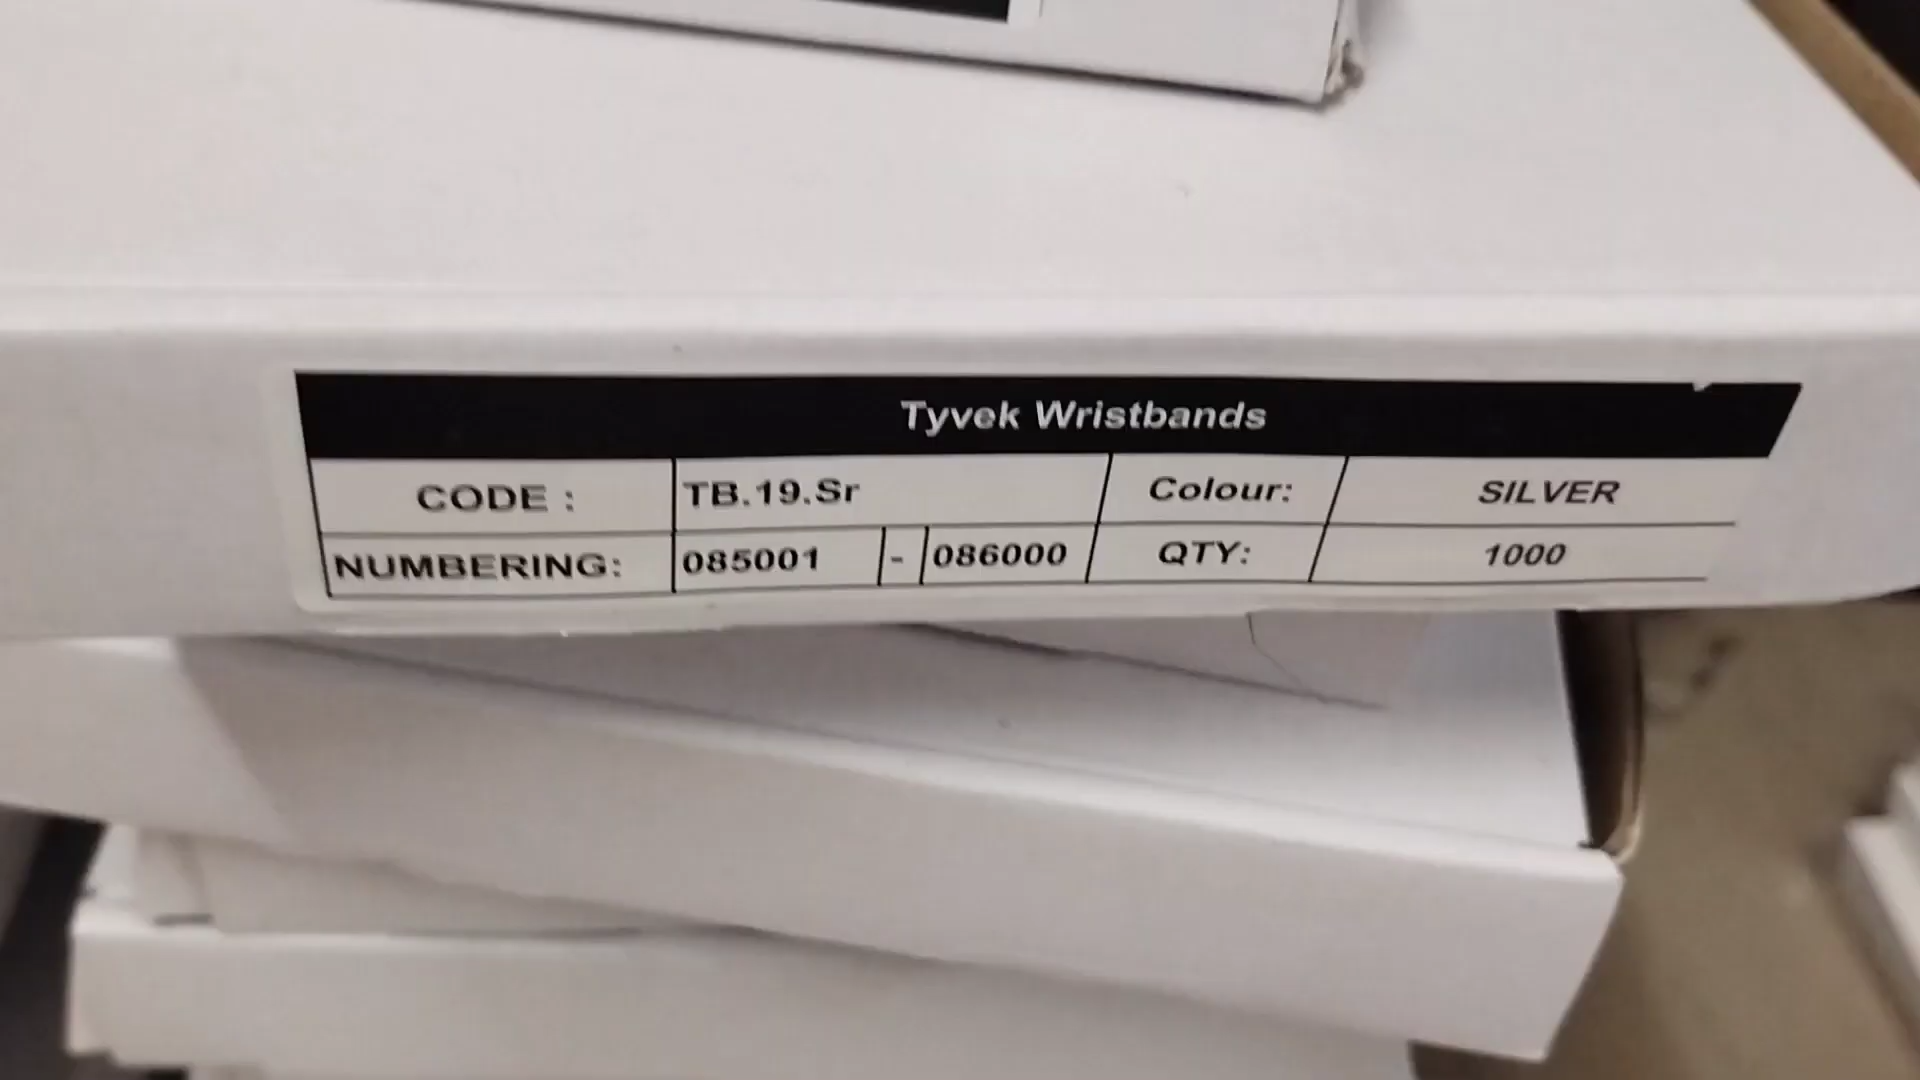 Tyvek Wristbands
CODE : TB.19.Sr Colour: SILVER
NUMBERING: 085001 - 086000 QTY: 1000